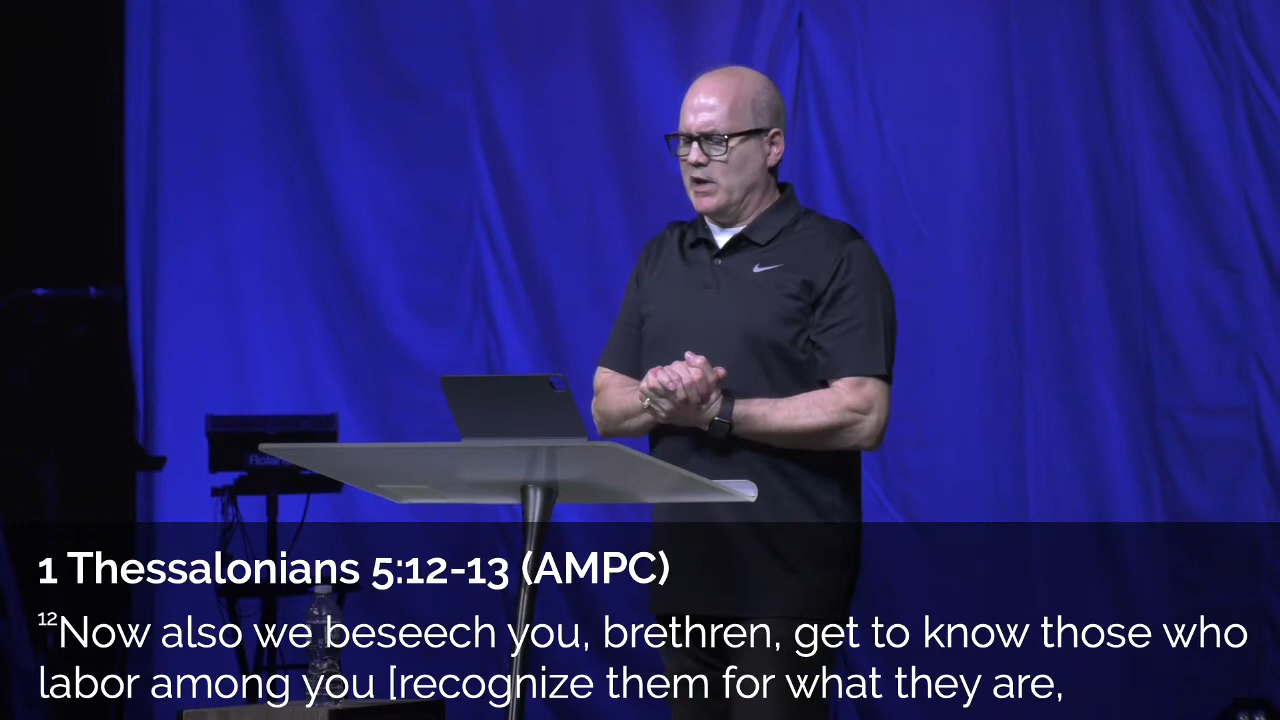 Roland
1 Thessalonians 5:12-13 (AMPC)
12Now also we beseech you, brethren, get to know those who
labor among you [recognize them for what they are,